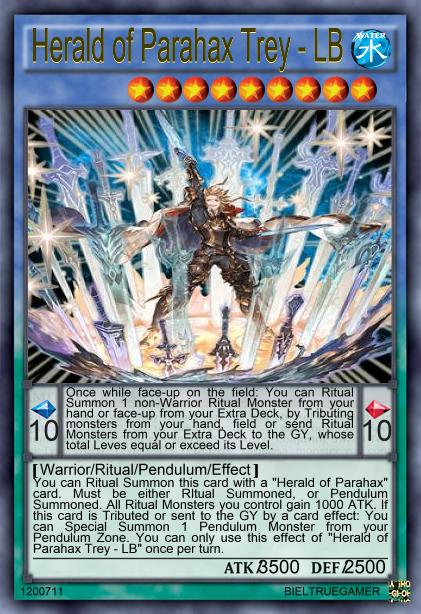 Herald of Parahax Trey - LB
WATER
水
Once while face-up on the field: You can Ritual
Summon 1 non-Warrior Ritual Monster from your
hand or face-up from your Extra Deck, by Tributing
monsters from your hand, field or send Ritual
Monsters from your Extra Deck to the GY, whose
total Leves equal or exceed its Level.
10
10
[Warrior/Ritual/Pendulum/Effect]
You can Ritual Summon this card with a "Herald of Parahax"
card. Must be either RItual Summoned, or Pendulum
Summoned. All Ritual Monsters you control gain 1000 ATK. If
this card is Tributed or sent to the GY by a card effect: You
can Special Summon 1 Pendulum Monster from your
Pendulum Zone. You can only use this effect of "Herald of
Parahax Trey - LB" once per turn.
ATK/3500 DEF/2500
1200711
BIELTRUEGAMER